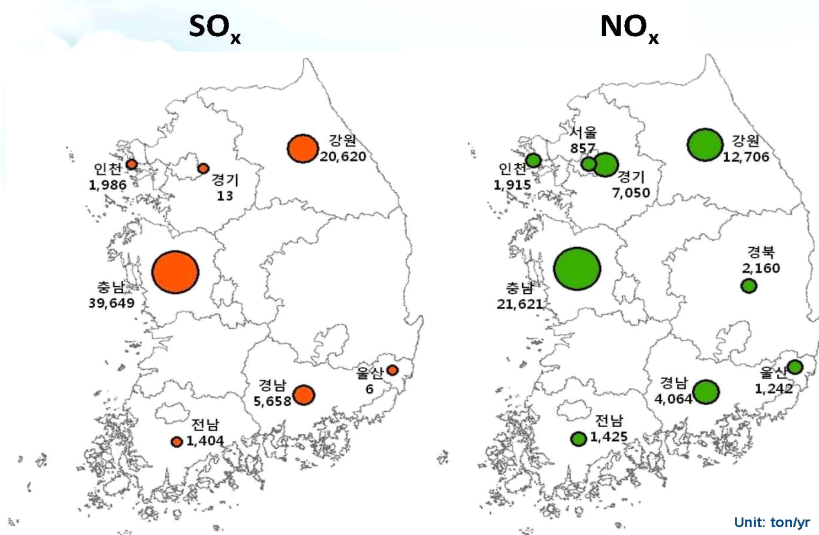 SOx
NOx
인천
1,986
경기
13
강원
20,620
충남
39,649
경남
5,658
울산
6
전남
1,404
서울
857
인천
1,915
경기
7,050
강원
12,706
충남
21,621
경북
2,160
경남
4,064
울산
1,242
전남
1,425
Unit: ton/yr